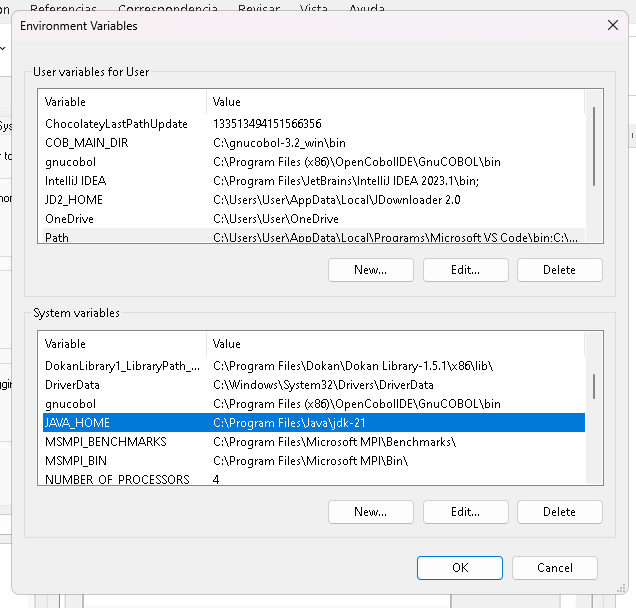 Referencias Correspondencia Revisar Vista Ayuda
Environment Variables
User variables for User
Variable Value
ChocolateyLastPathUpdate 133513494151566356
COB_MAIN_DIR C:\gnucobol-3.2_win\bin
gnucobol C:\Program Files (x86)\OpenCobolIDE\GnuCOBOL\bin
IntelliJ IDEA C:\Program Files\JetBrains\IntelliJ IDEA 2023.1\bin;
JD2_HOME C:\Users\User\AppData\Local\JDownloader 2.0
OneDrive C:\Users\User\OneDrive
Path C:\Users\User\AppData\Local\Programs\Microsoft VS Code\bin;C:\...
New... Edit... Delete
System variables
Variable Value
DokanLibrary1_LibraryPath_... C:\Program Files\Dokan\Dokan Library-1.5.1\x86\lib\
DriverData C:\Windows\System32\Drivers\DriverData
gnucobol C:\Program Files (x86)\OpenCobolIDE\GnuCOBOL\bin
JAVA_HOME C:\Program Files\Java\jdk-21
MSMPI_BENCHMARKS C:\Program Files\Microsoft MPI\Benchmarks\
MSMPI_BIN C:\Program Files\Microsoft MPI\Bin\
NUMBER_OF_PROCESSORS 4
New... Edit... Delete
OK Cancel